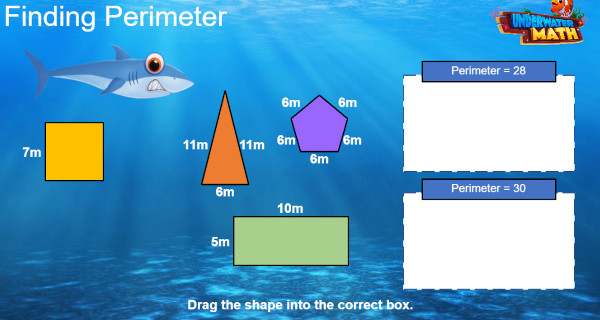 Finding Perimeter
UNDERWATER
MATH
Perimeter = 28
6m 6m
11m 11m 6m 6m
7m
6m
6m
Perimeter = 30
10m
5m
Drag the shape into the correct box.